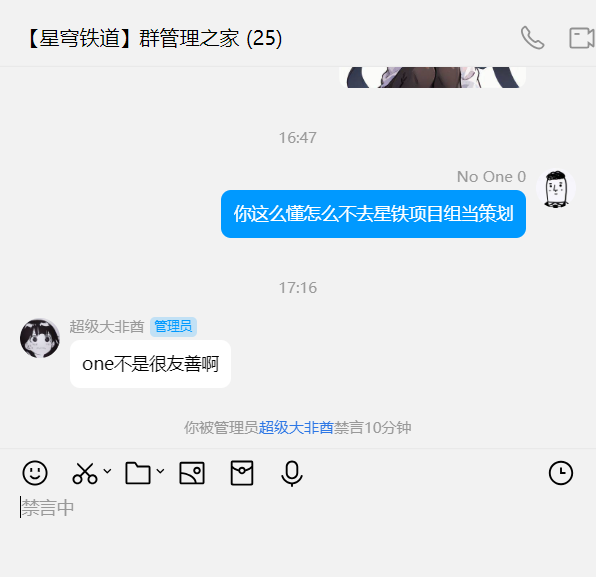 【星穹铁道】群管理之家 (25)
16:47
No One 0
你这么懂怎么不去星铁项目组当策划
17:16
超级大非酋 管理员
one不是很友善啊
你被管理员超级大非酋禁言10分钟
禁言中